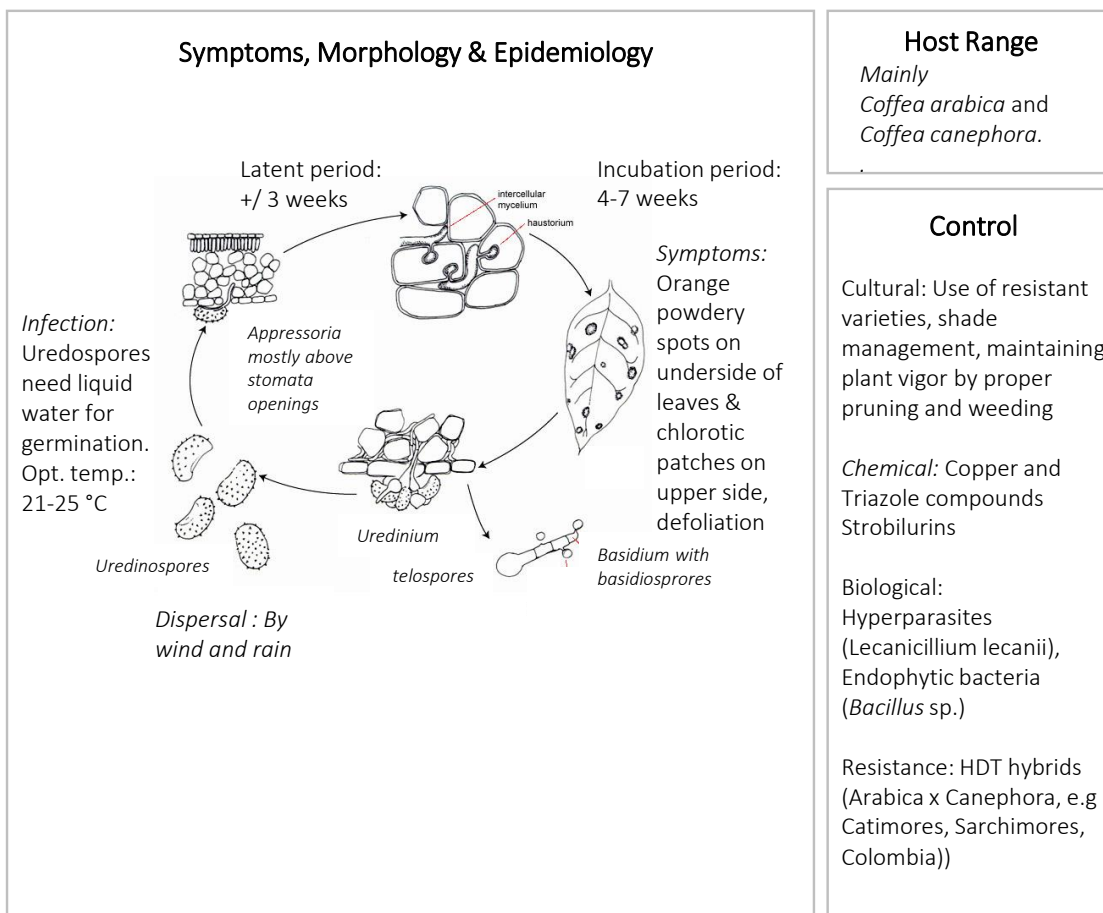 Symptoms, Morphology & Epidemiology
Latent period:
+/ 3 weeks
Incubation period:
4-7 weeks
intercellular
mycelium
haustorium
Symptoms:
Orange
powdery
spots on
underside of
leaves &
chlorotic
patches on
upper side,
defoliation
Infection:
Uredospores
need liquid
water for
germination.
Opt. temp.:
21-25 °C
Appressoria
mostly above
stomata
openings
Uredinium
Uredinospores
telospores
Basidium with
basidiosprores
Dispersal : By
wind and rain
Host Range
Mainly
Coffea arabica and
Coffea canephora.
Control
Cultural: Use of resistant
varieties, shade
management, maintaining
plant vigor by proper
pruning and weeding
Chemical: Copper and
Triazole compounds
Strobilurins
Biological:
Hyperparasites
(Lecanicillium lecanii),
Endophytic bacteria
(Bacillus sp.)
Resistance: HDT hybrids
(Arabica x Canephora, e.g
Catimores, Sarchimores,
Colombia))